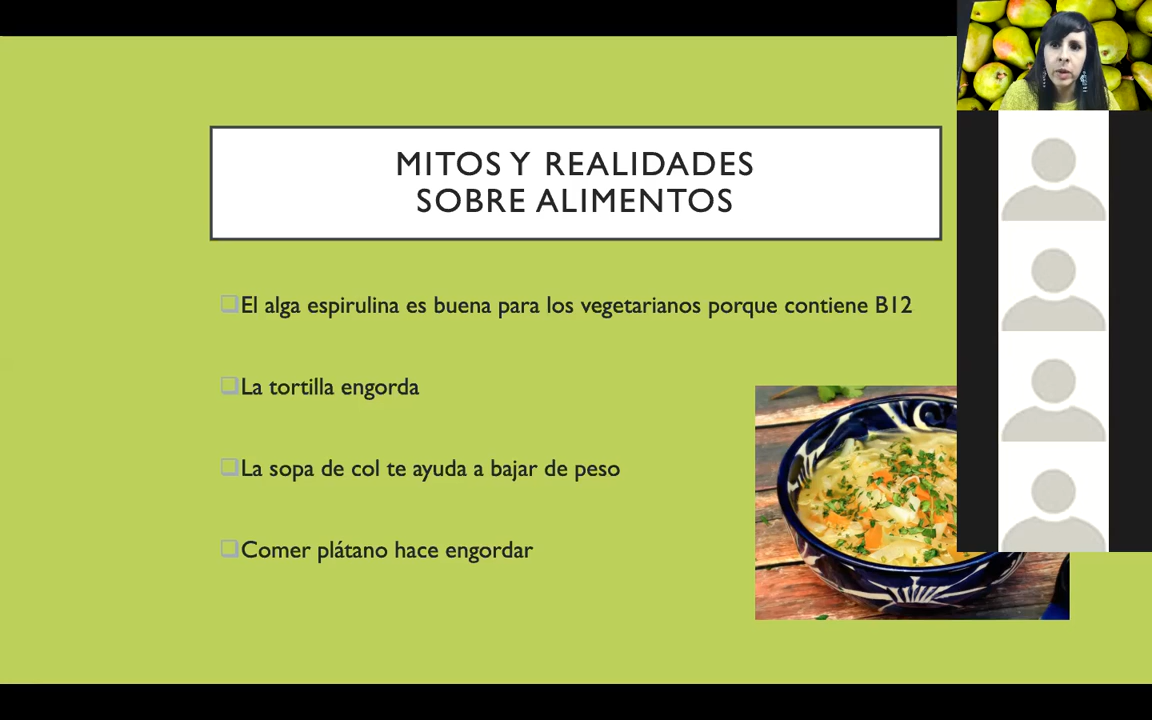 MITOS Y REALIDADES
SOBRE ALIMENTOS
El alga espirulina es buena para los vegetarianos porque contiene B12
La tortilla engorda
La sopa de col te ayuda a bajar de peso
Comer plátano hace engordar